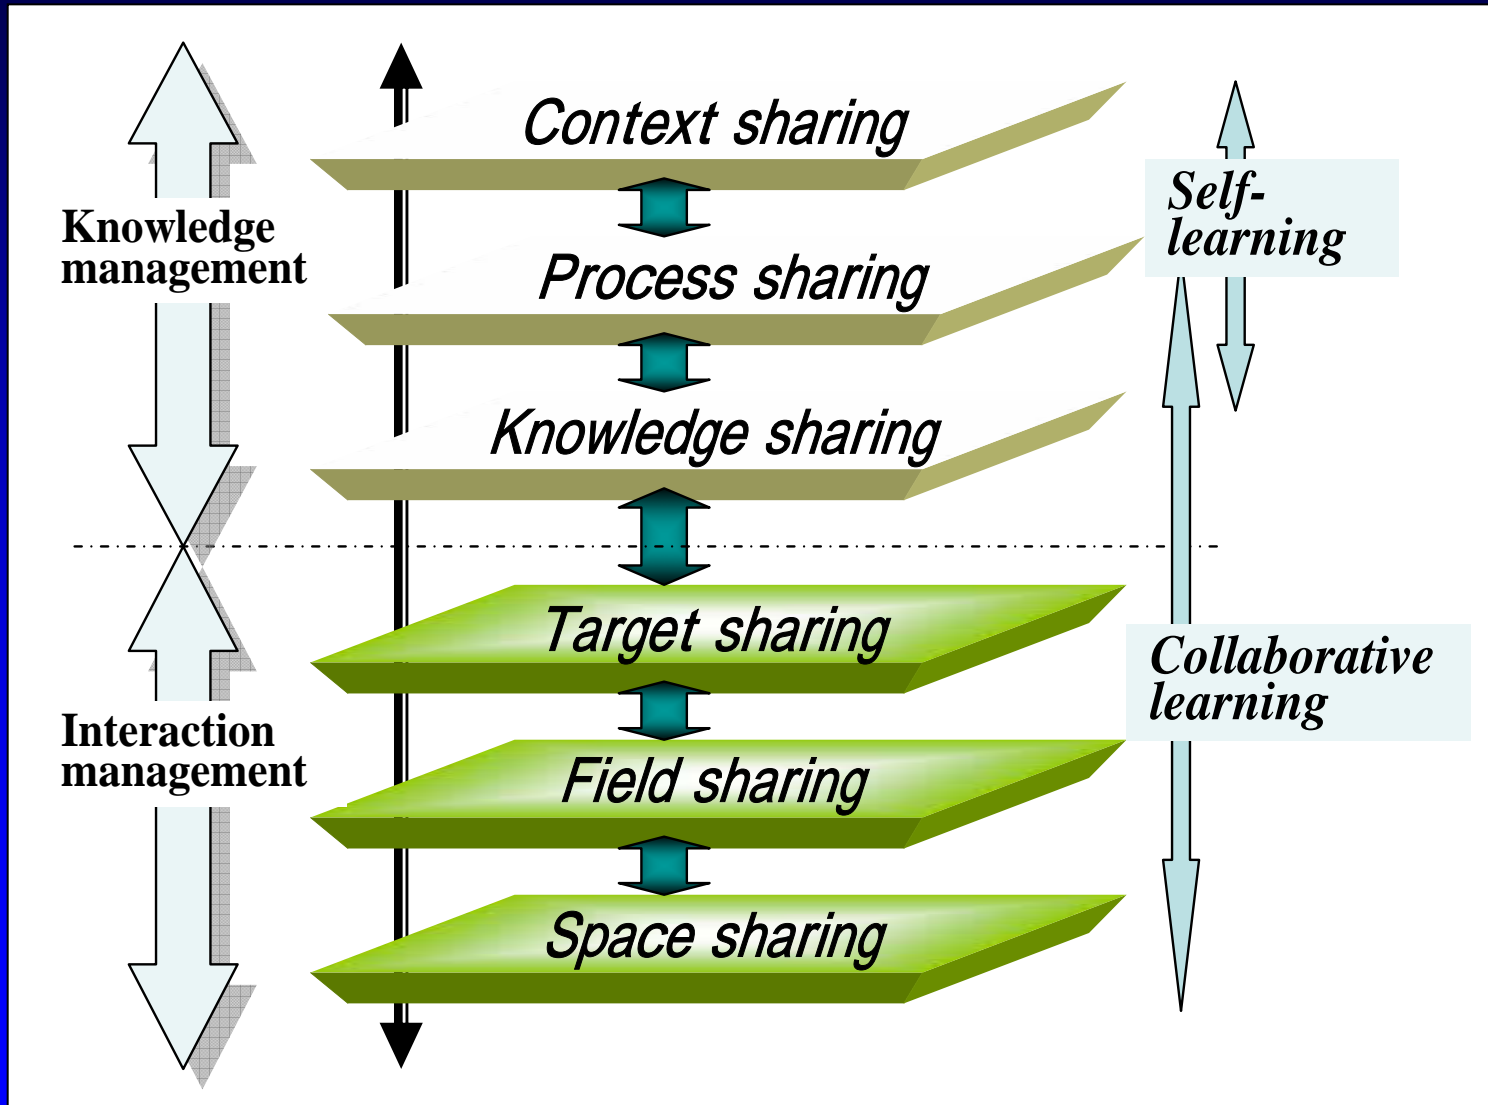 Context sharing
Self-
learning
Knowledge
management
Process sharing
Knowledge sharing
Target sharing
Collaborative
learning
Interaction
management
Field sharing
Space sharing